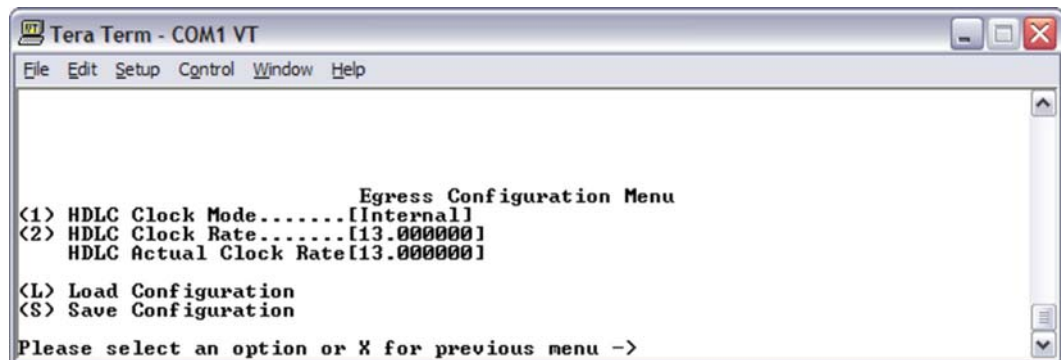 Tera Term - COM1 VT
File Edit Setup Control Window Help
Egress Configuration Menu
(1) HDLC Clock Mode.......[Internal]
(2) HDLC Clock Rate.......[13.000000]
HDLC Actual Clock Rate[13.000000]
(L) Load Configuration
(S) Save Configuration
Please select an option or X for previous menu ->